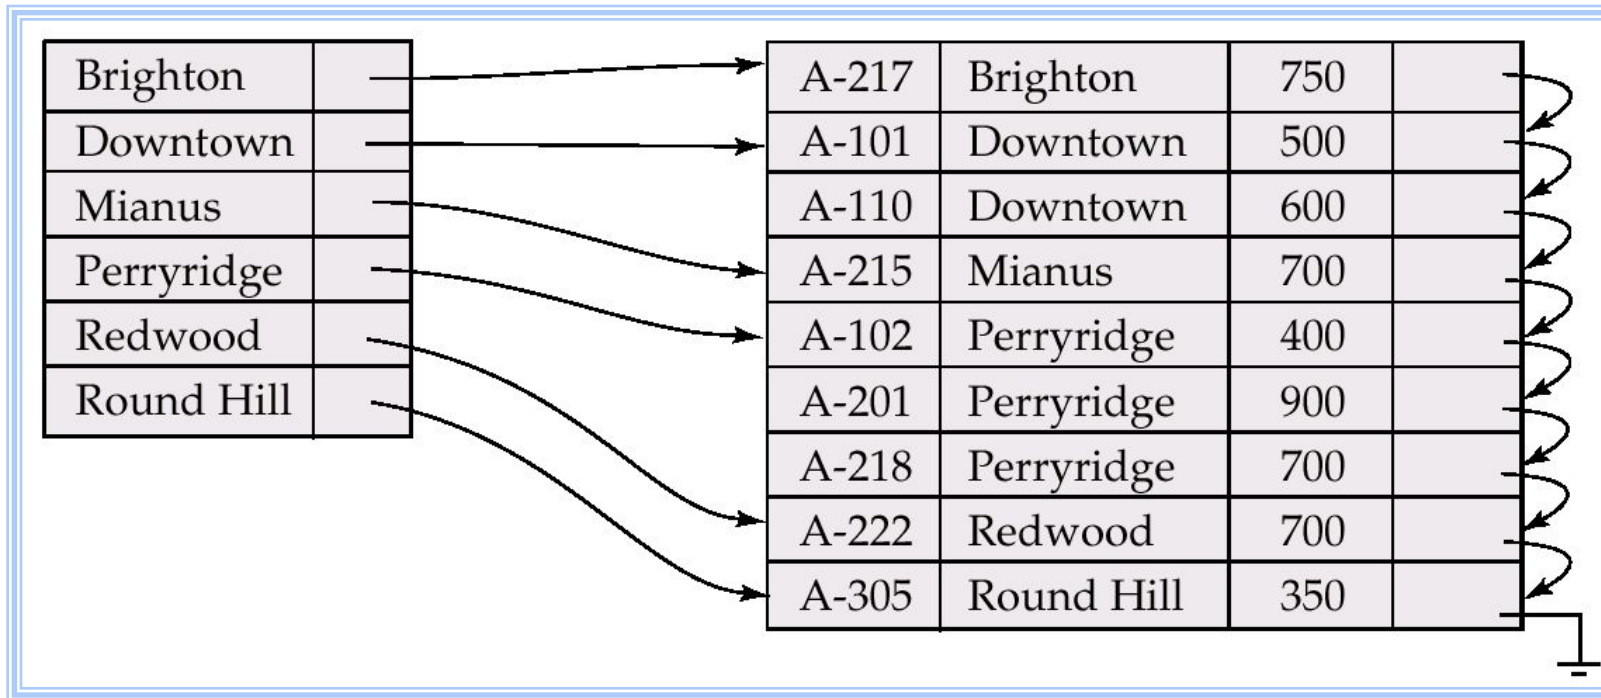 Brighton
Downtown
Mianus
Perryridge
Redwood
Round Hill
A-217 Brighton 750
A-101 Downtown 500
A-110 Downtown 600
A-215 Mianus 700
A-102 Perryridge 400
A-201 Perryridge 900
A-218 Perryridge 700
A-222 Redwood 700
A-305 Round Hill 350